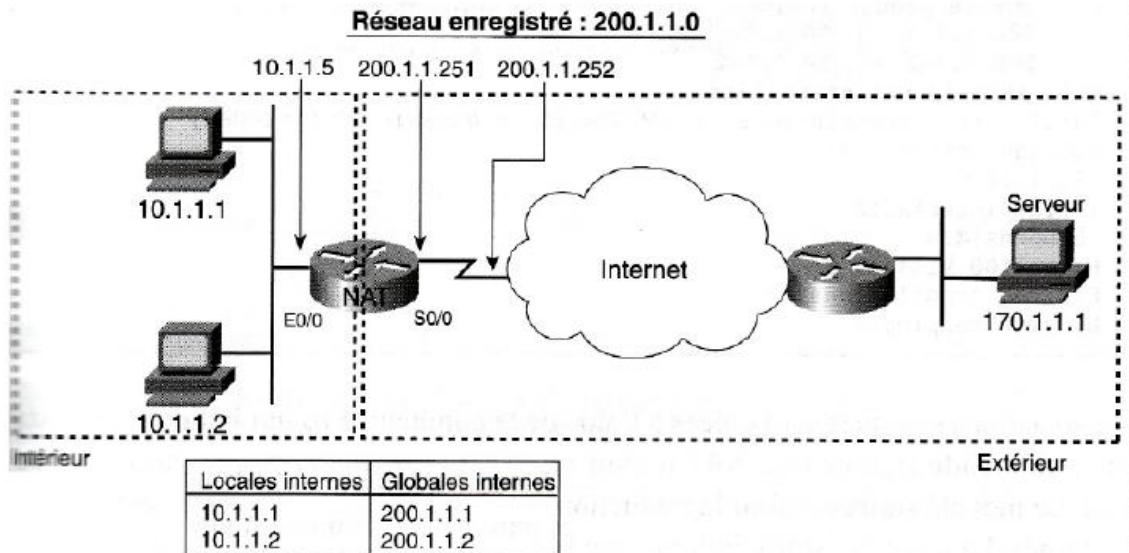 Réseau enregistré : 200.1.1.0
10.1.1.5 200.1.1.251 200.1.1.252
10.1.1.1
Serveur
Internet
NAT
E0/0 S0/0
170.1.1.1
10.1.1.2
Intérieur
Extérieur
Locales internes Globales internes
10.1.1.1 200.1.1.1
10.1.1.2 200.1.1.2